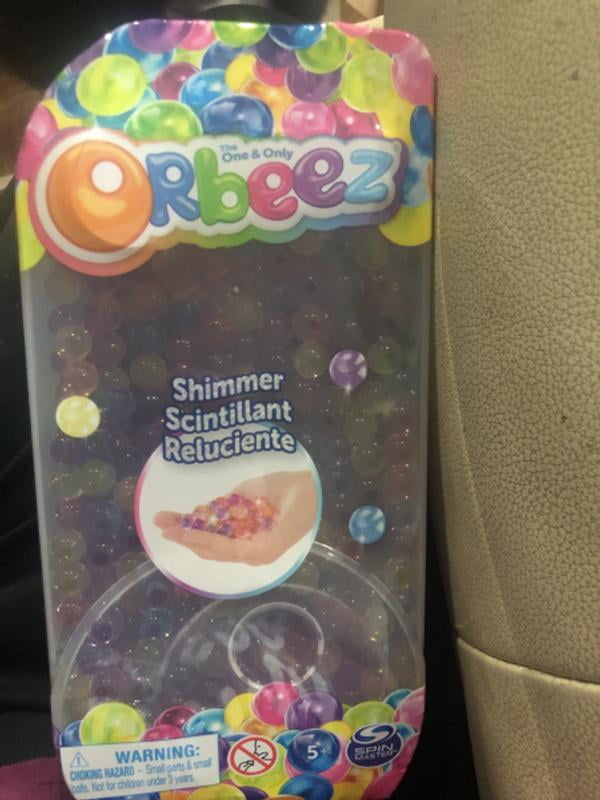 The
One & Only
Orbeez
Shimmer
Scintillant
Reluciente
WARNING:
CHOKING HAZARD – Small parts & small
balls. Not for children under 3 years.
5+
SPIN
MASTER